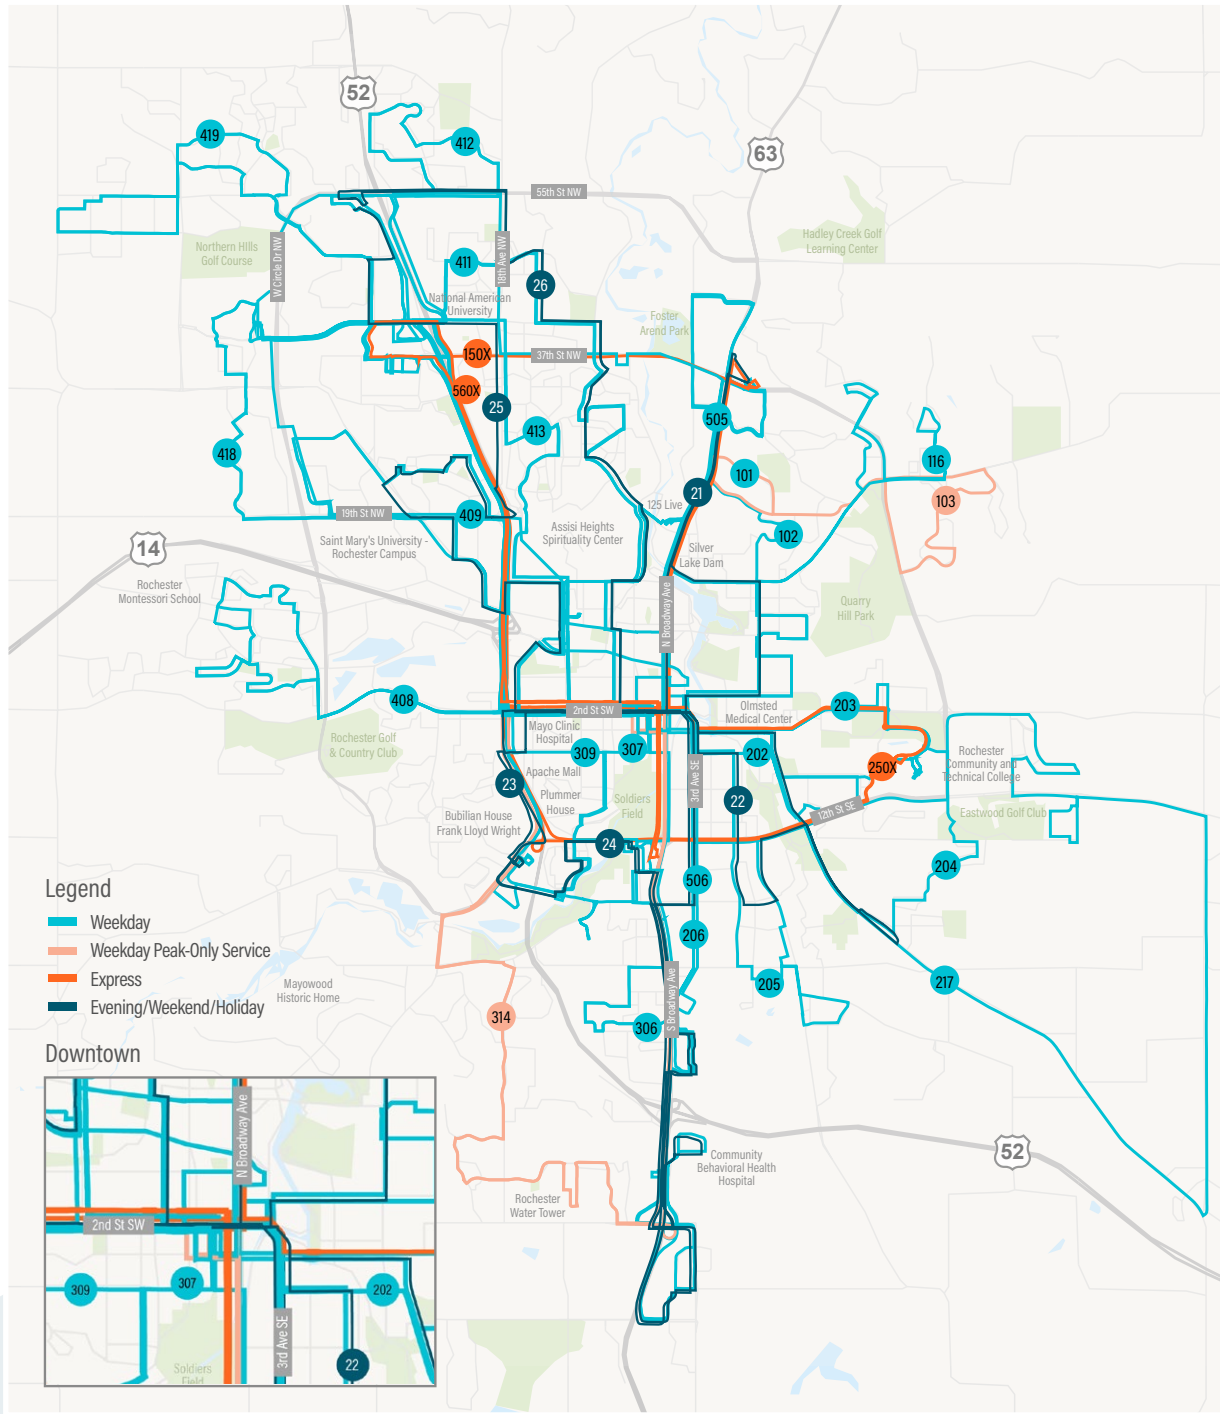 52
419
412
63
55th St NW
Hadley Creek Golf
Learning Center
Northern HIlls
Golf Course
W Circle Dr NW
18th Ave NW
411
26
National American
University
Foster
Arend Park
150X
37th St NW
560X
25
505
413
418
116
101
103
21
125 Live
19th St NW
409
102
Assisi Heights
Spirituality Center
Saint Mary's University -
Rochester Campus
14
Silver
Lake Dam
Rochester
Montessori School
N Broadway Ave
Quarry
Hill Park
408
2nd St SW
Olmsted
Medical Center
203
Mayo Clinic
Hospital
Rochester Golf
& Country Club
309
307
202
Rochester
Community and
Technical College
250X
Apache Mall
23
3rd Ave SE
22
Plummer
House
Soldiers
Field
12th St SE
Eastwood Golf Club
Bubilian House
Frank Lloyd Wright
24
204
506
206
205
217
Mayowood
Historic Home
S Broadway Ave
314
306
Legend
Weekday
Weekday Peak-Only Service
Express
Evening/Weekend/Holiday
52
Community
Behavioral Health
Hospital
Rochester
Water Tower
Downtown
N Broadway Ave
2nd St SW
309
307
202
3rd Ave SE
22
Soldiers
Field